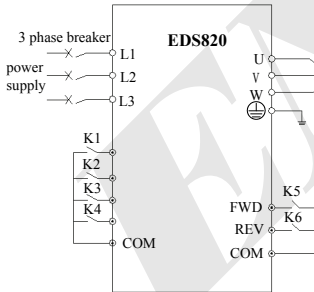 3 phase breaker
EDS820
L1
U
power
L2
V
supply
W
L3
K1
K2
K3
K5
K4
FWD
K6
REV
COM
COM